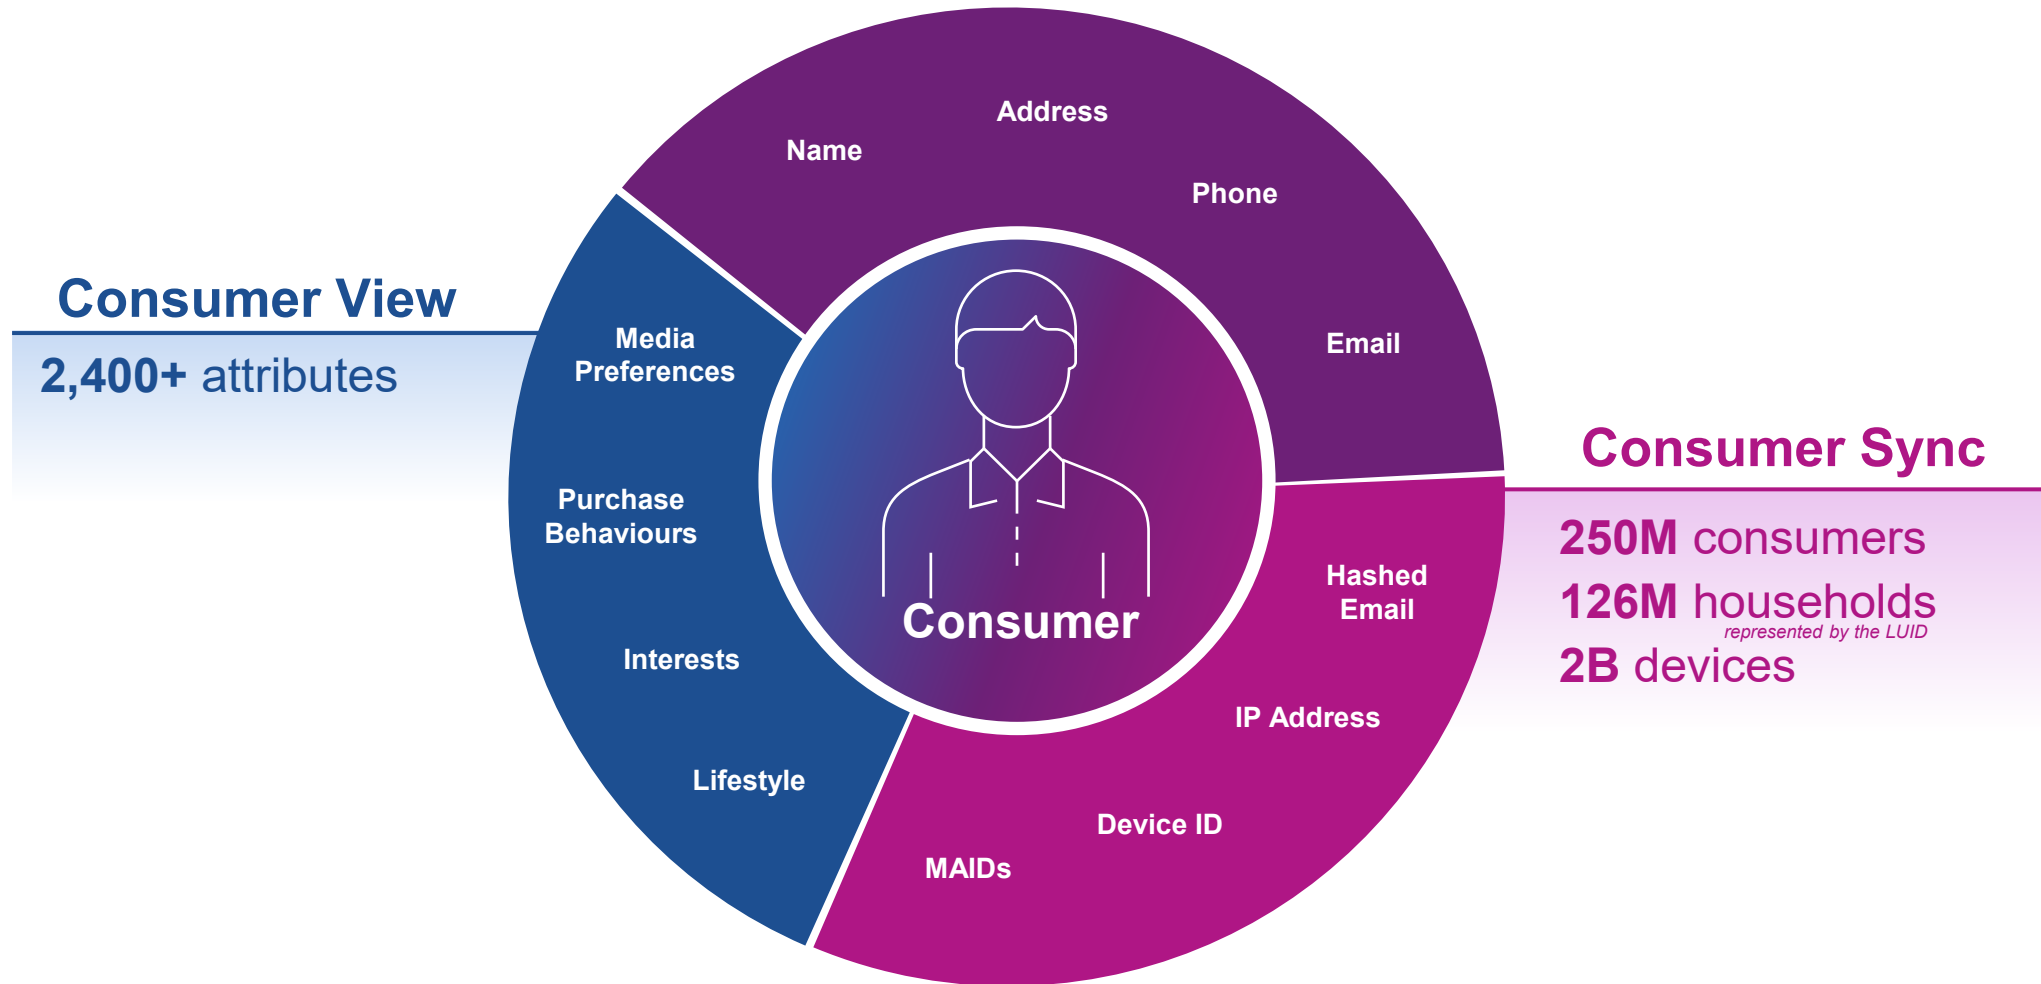 Address
Name
Phone
Email
Consumer View
2,400+ attributes
Media
Preferences
Purchase
Behaviours
Interests
Lifestyle
Consumer
Consumer Sync
250M consumers
126M households
represented by the LUID
2B devices
Hashed
Email
IP Address
Device ID
MAIDs